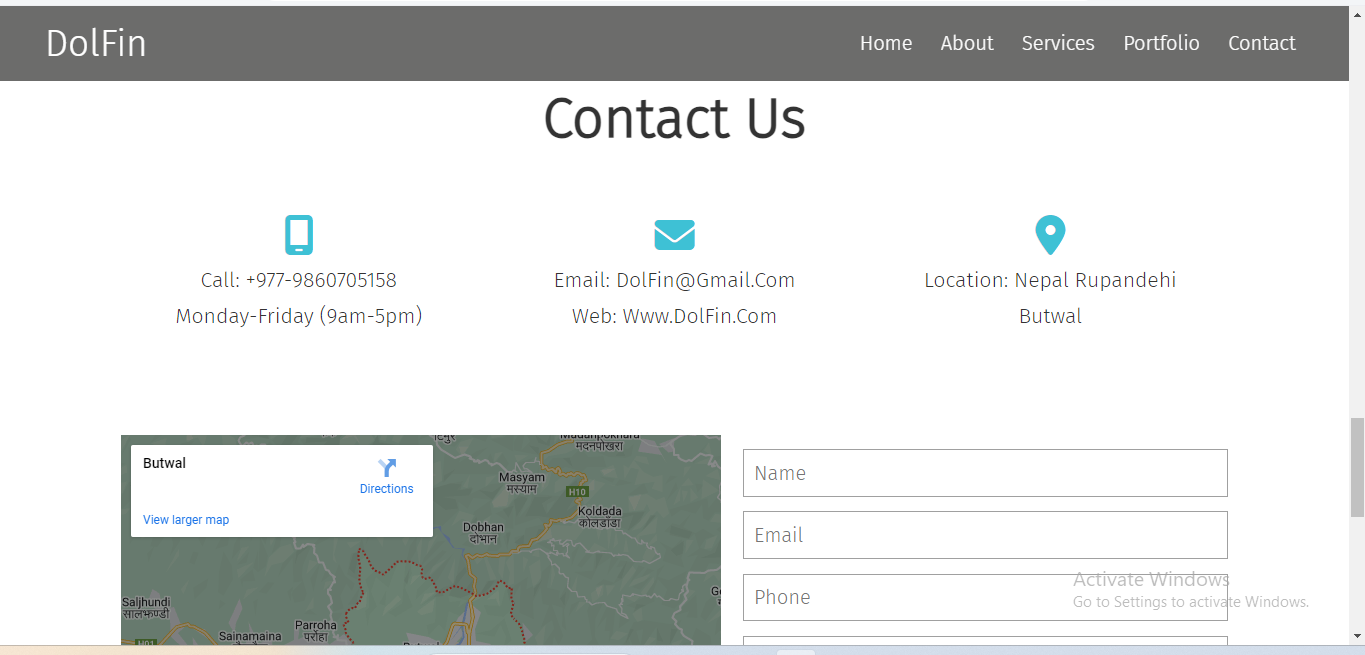 DolFin
Home About Services Portfolio Contact
Contact Us
Call: +977-9860705158
Monday-Friday (9am-5pm)
Email: DolFin@Gmail.Com
Web: Www.DolFin.Com
Location: Nepal Rupandehi
Butwal
Butwal
Directions
View larger map
Madanpokhara
मदनपोखरा
Masyam
मस्याम
H10
Koldada
कोलडाँडा
Dobhan
दोभान
Saljhundi
सालझण्डी
Sainamaina
Parroha
पर्रोहा
Name
Email
Phone
Activate Windows
Go to Settings to activate Windows.